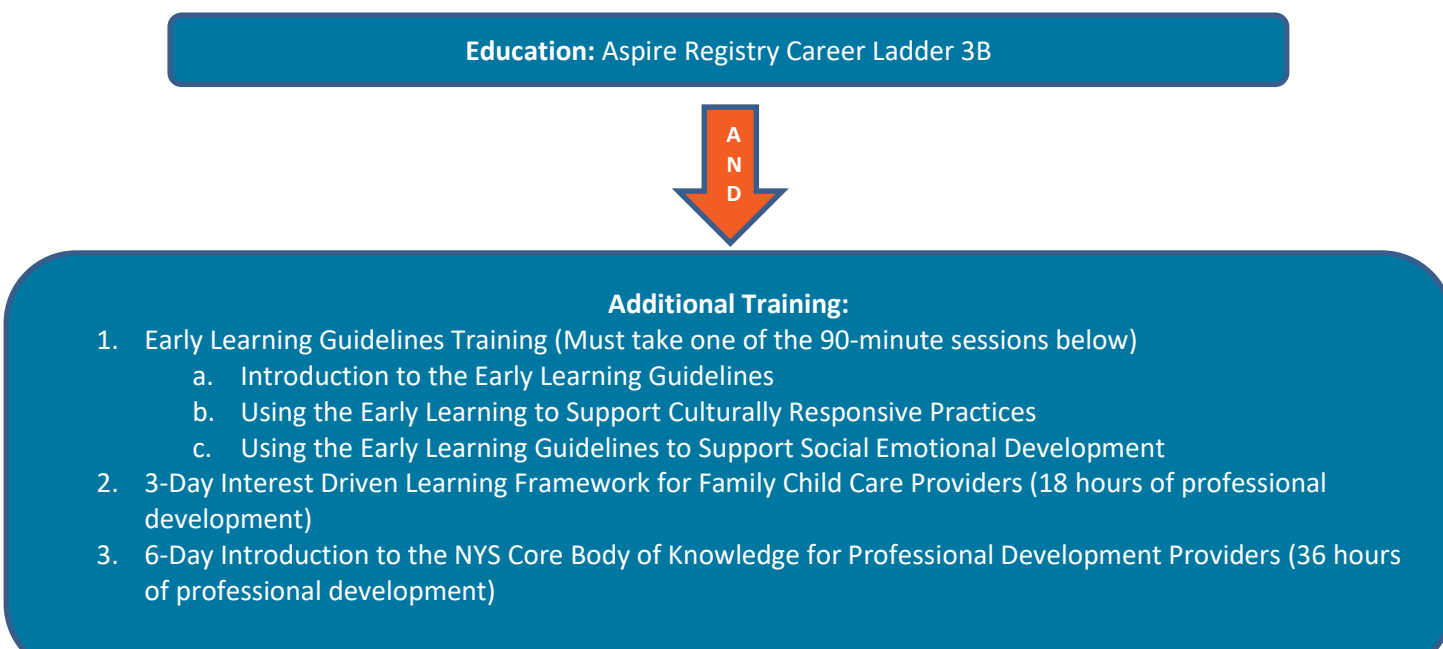 Education: Aspire Registry Career Ladder 3B
A
N
D
Additional Training:
1. Early Learning Guidelines Training (Must take one of the 90-minute sessions below)
a. Introduction to the Early Learning Guidelines
b. Using the Early Learning to Support Culturally Responsive Practices
c. Using the Early Learning Guidelines to Support Social Emotional Development
2. 3-Day Interest Driven Learning Framework for Family Child Care Providers (18 hours of professional
development)
3. 6-Day Introduction to the NYS Core Body of Knowledge for Professional Development Providers (36 hours
of professional development)